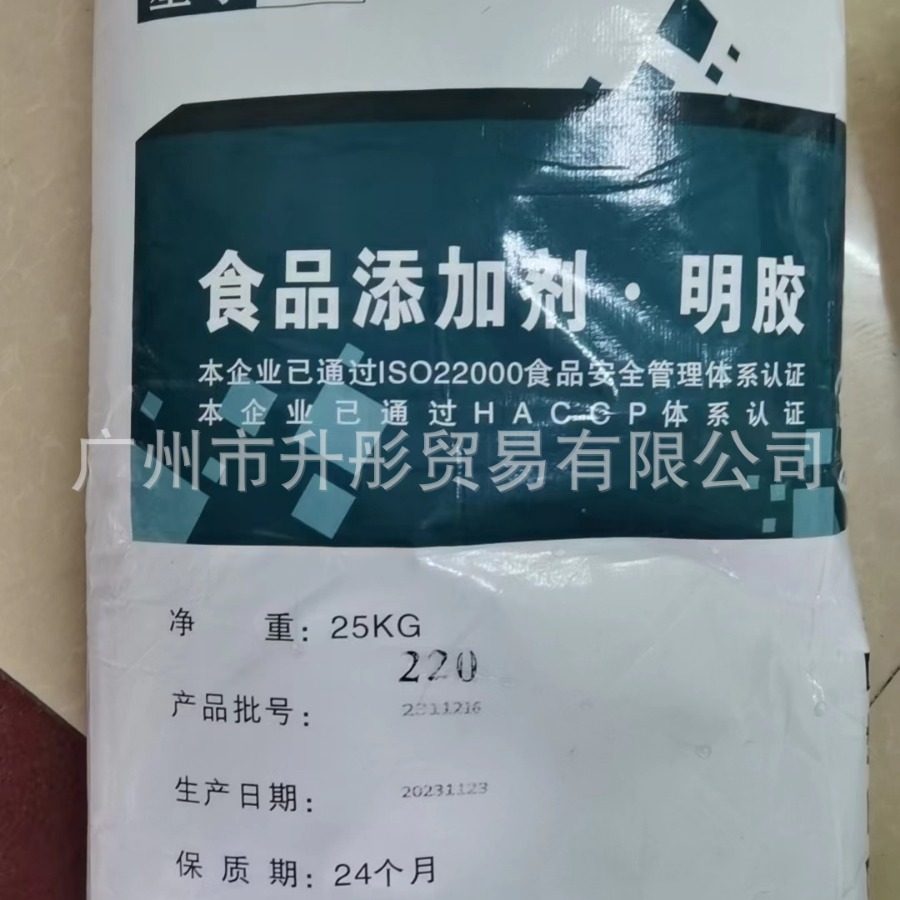 食品添加剂·明胶
本企业已通过ISO22000食品安全管理体系认证
本企业已通过HACCP体系认证
广州市升彤贸易有限公司
净 重：25KG
220
产品批号：2311216
生产日期：20231123
保质期：24个月